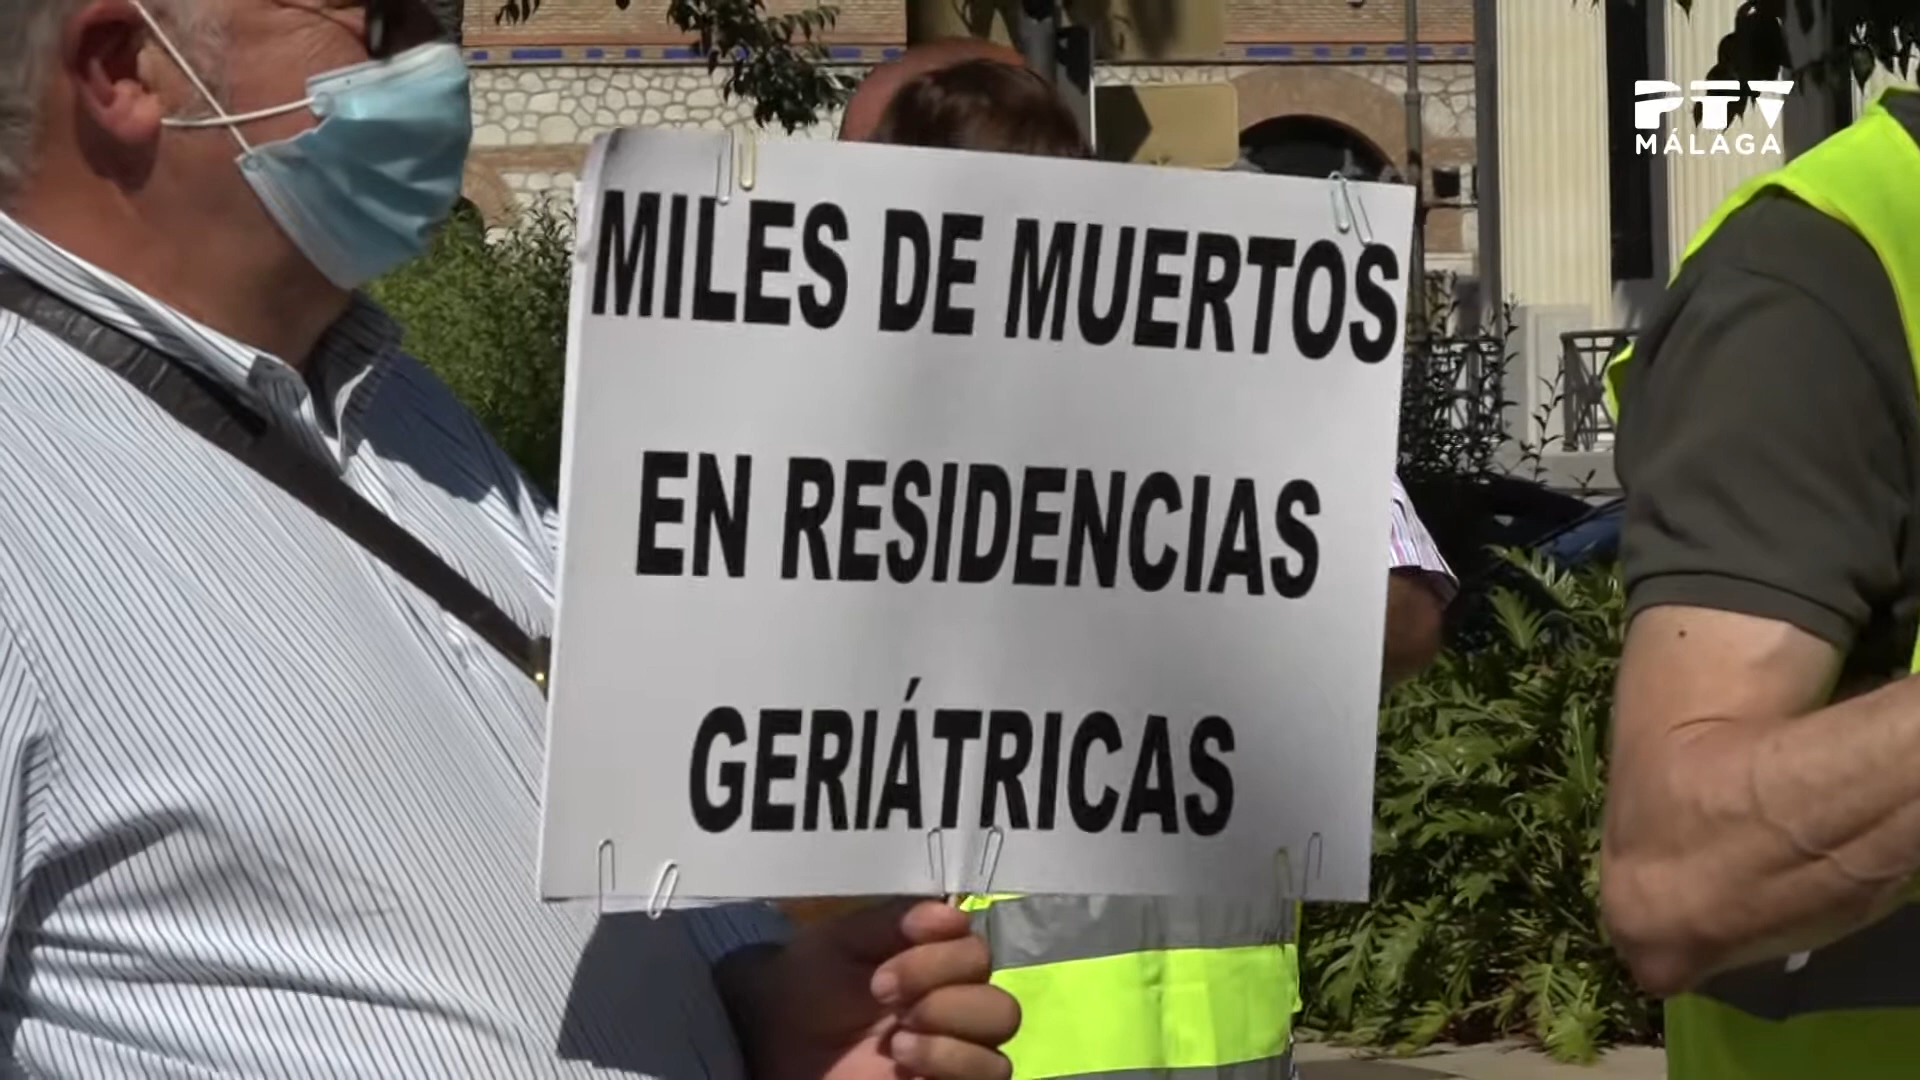 PTV
MÁLAGA
MILES DE MUERTOS
EN RESIDENCIAS
GERIÁTRICAS